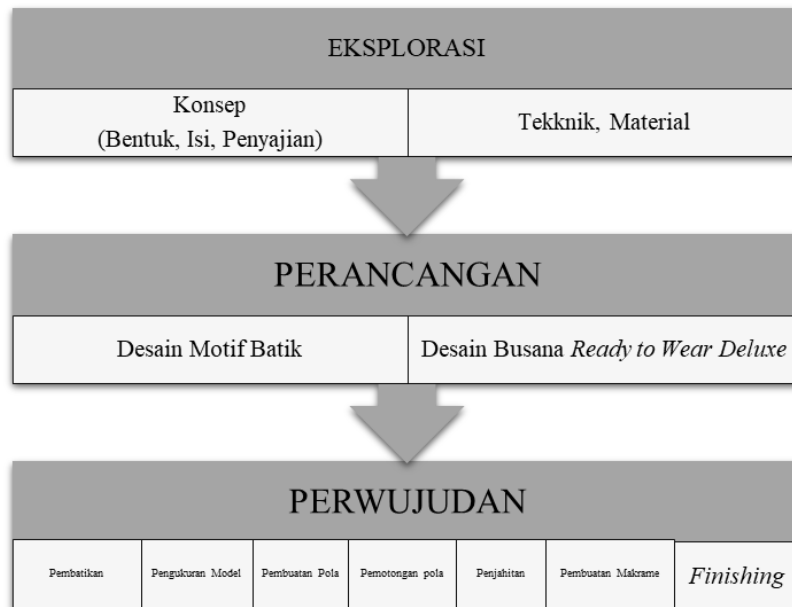 EKSPLORASI
Konsep
(Bentuk, Isi, Penyajian)
Tekknik, Material
PERANCANGAN
Desain Motif Batik
Desain Busana Ready to Wear Deluxe
PERWUJUDAN
Pembatikan
Pengukuran Model
Pembuatan Pola
Pemotongan pola
Penjahitan
Pembuatan Makrame
Finishing